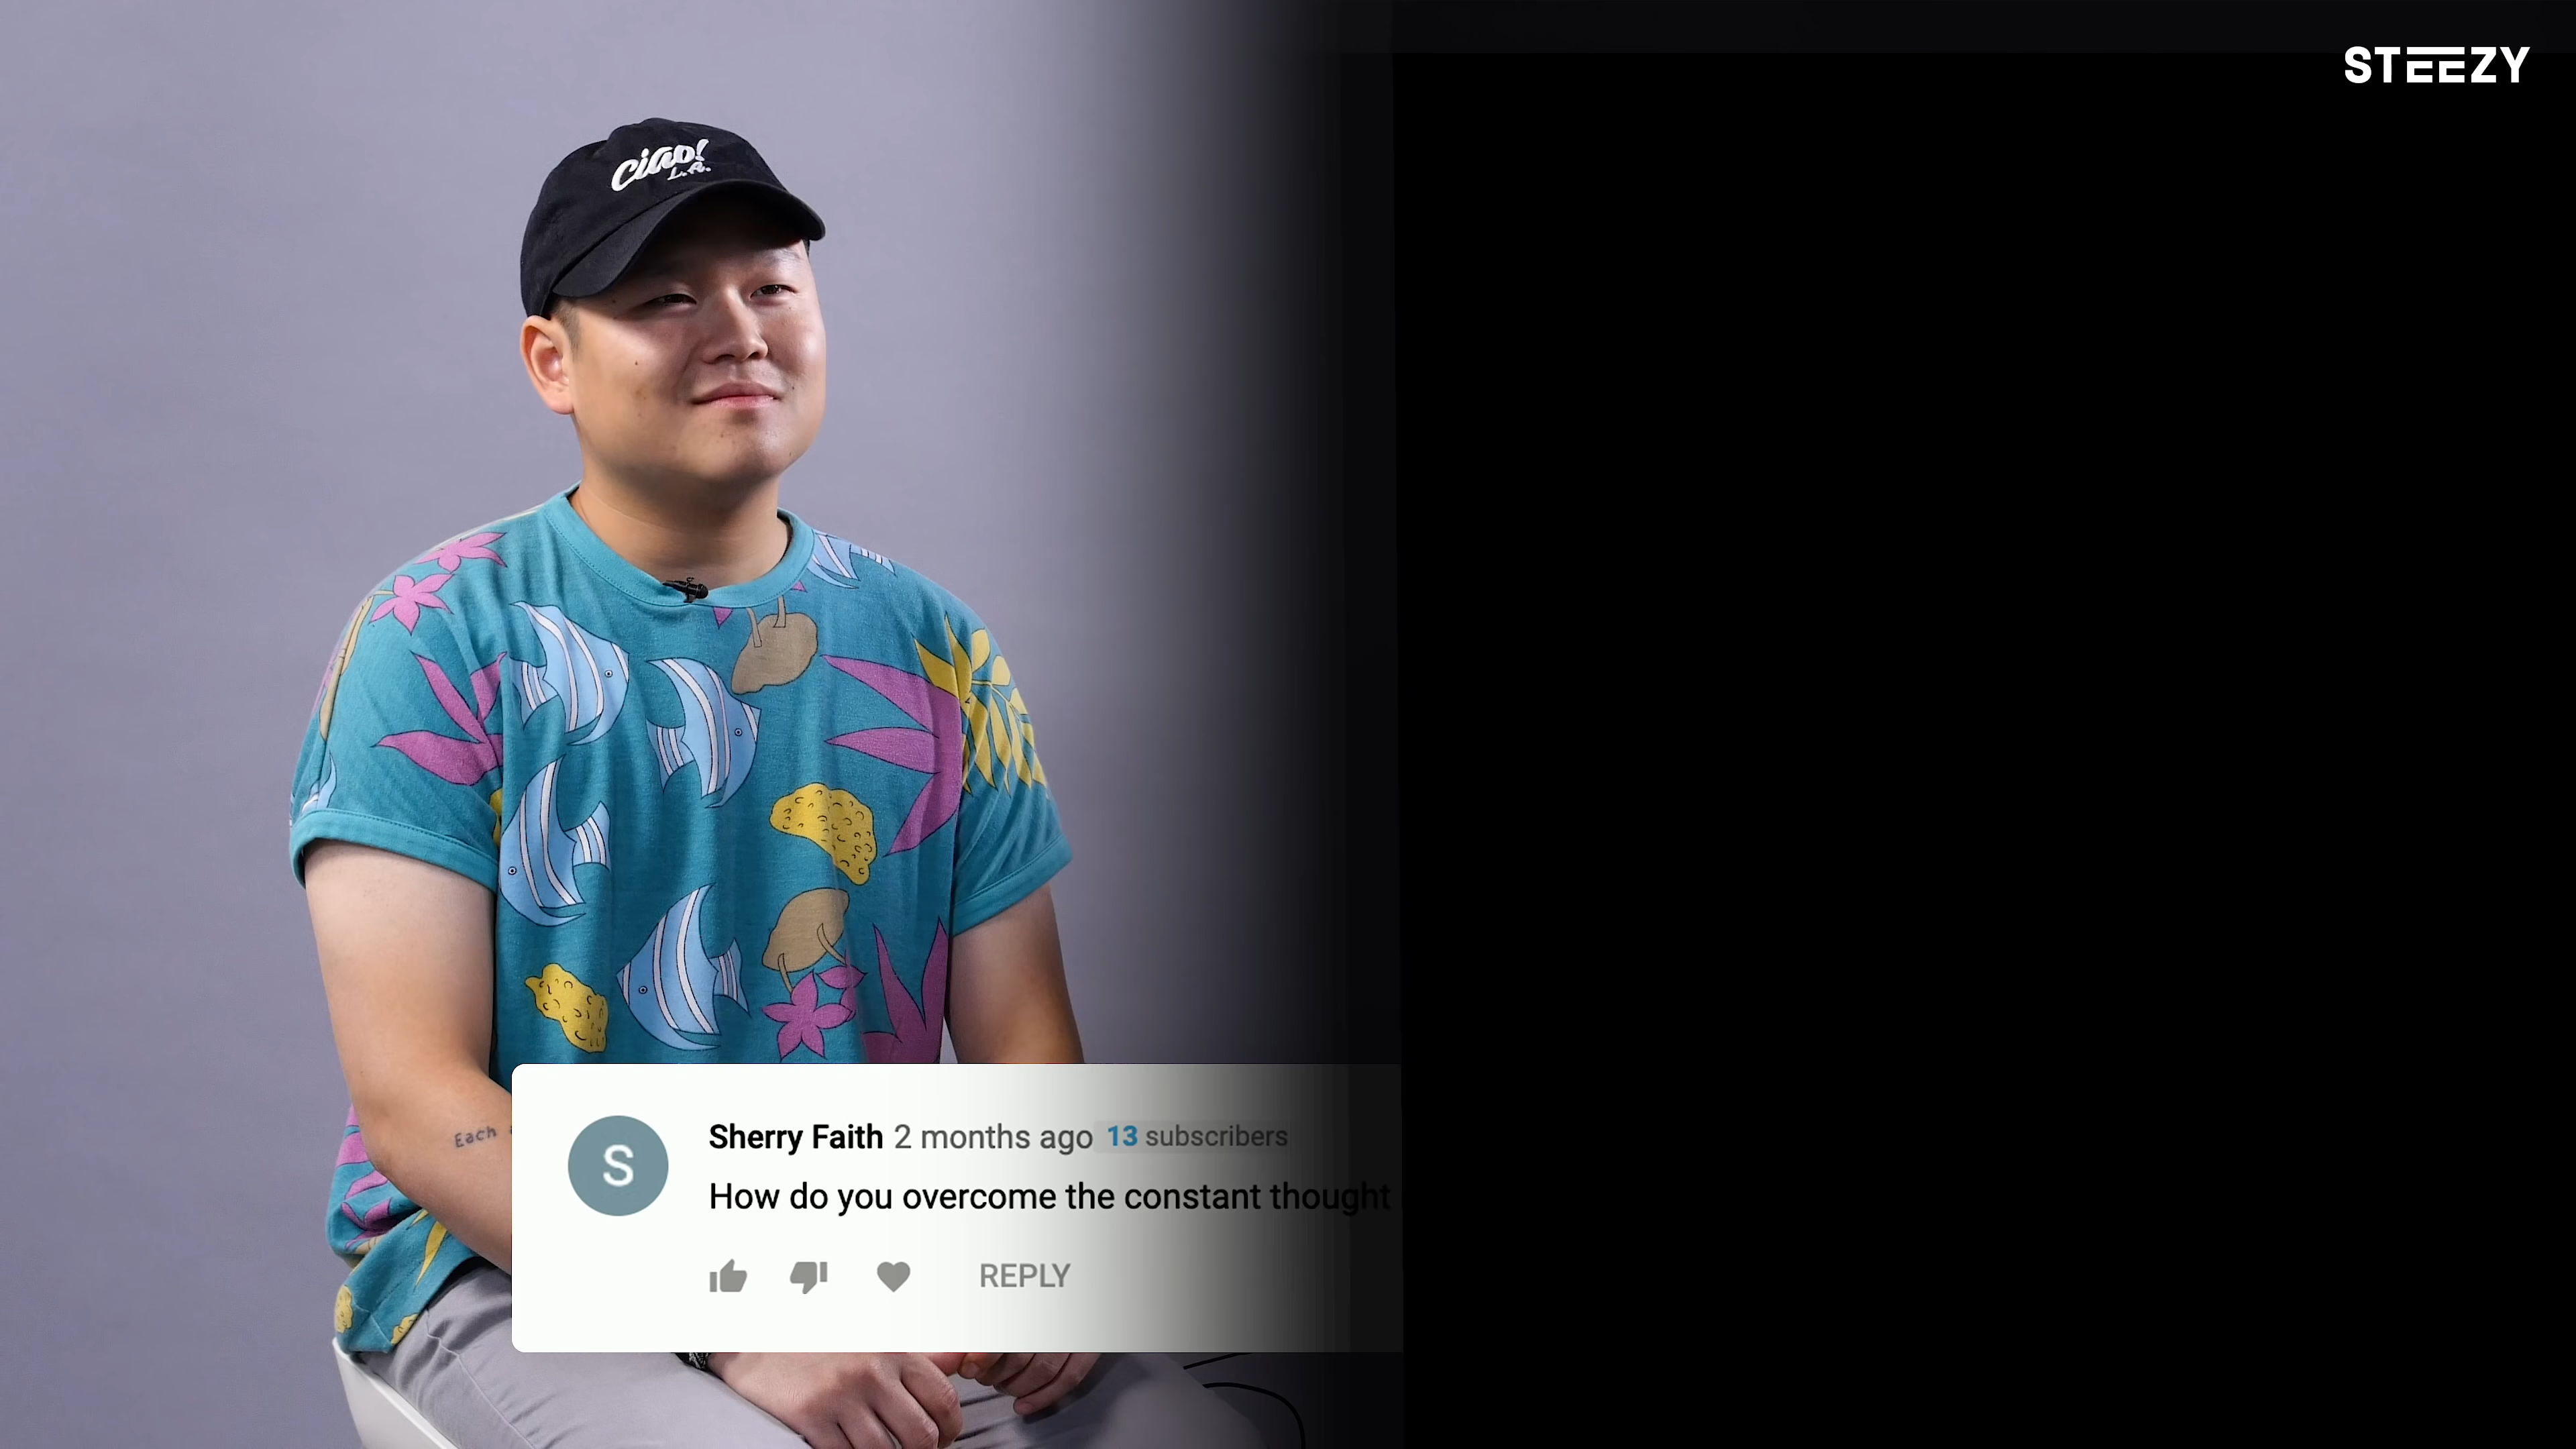 STEEZY
Ciao!
L.A.
Each
Sherry Faith 2 months ago 13 subscribers
How do you overcome the constant thought
REPLY
S